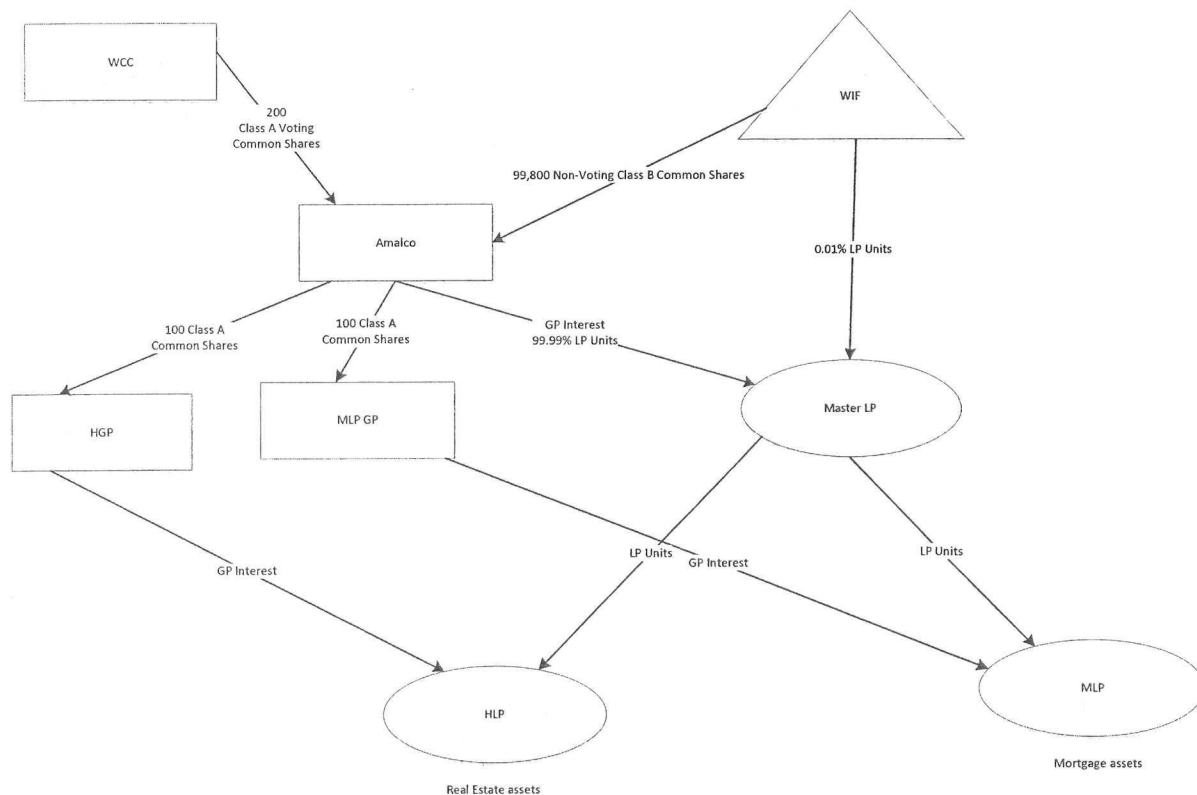 WCC
WIF
200
Class A Voting
Common Shares
99,800 Non-Voting Class B Common Shares
Amalco
0.01% LP Units
100 Class A
Common Shares
100 Class A
Common Shares
GP Interest
99.99% LP Units
HGP
MLP GP
Master LP
LP Units
GP Interest
LP Units
GP Interest
HLP
MLP
Real Estate assets
Mortgage assets